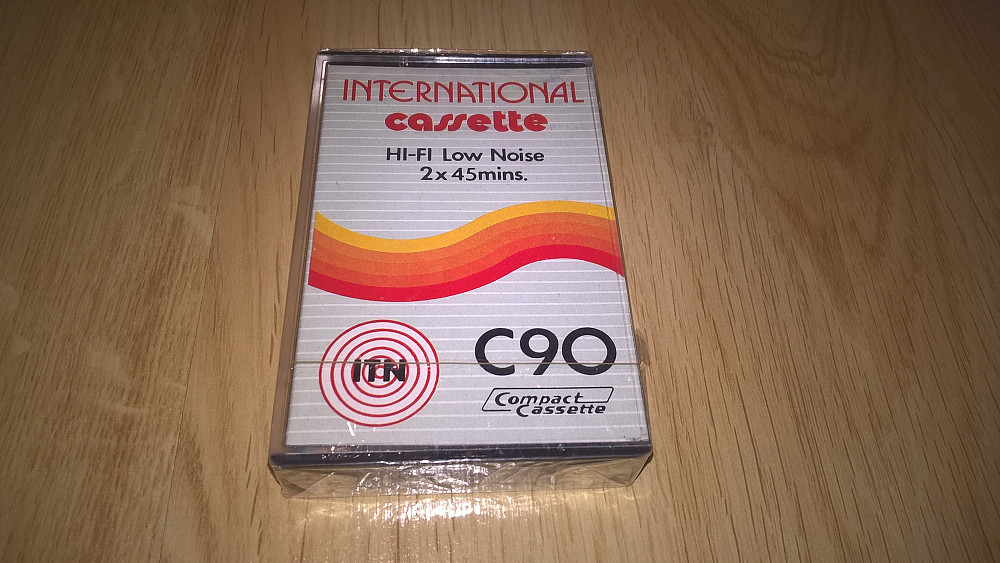 INTERNATIONAL
cassette
HI-FI Low Noise
2x45mins.
ITN
C90
Compact
Cassette